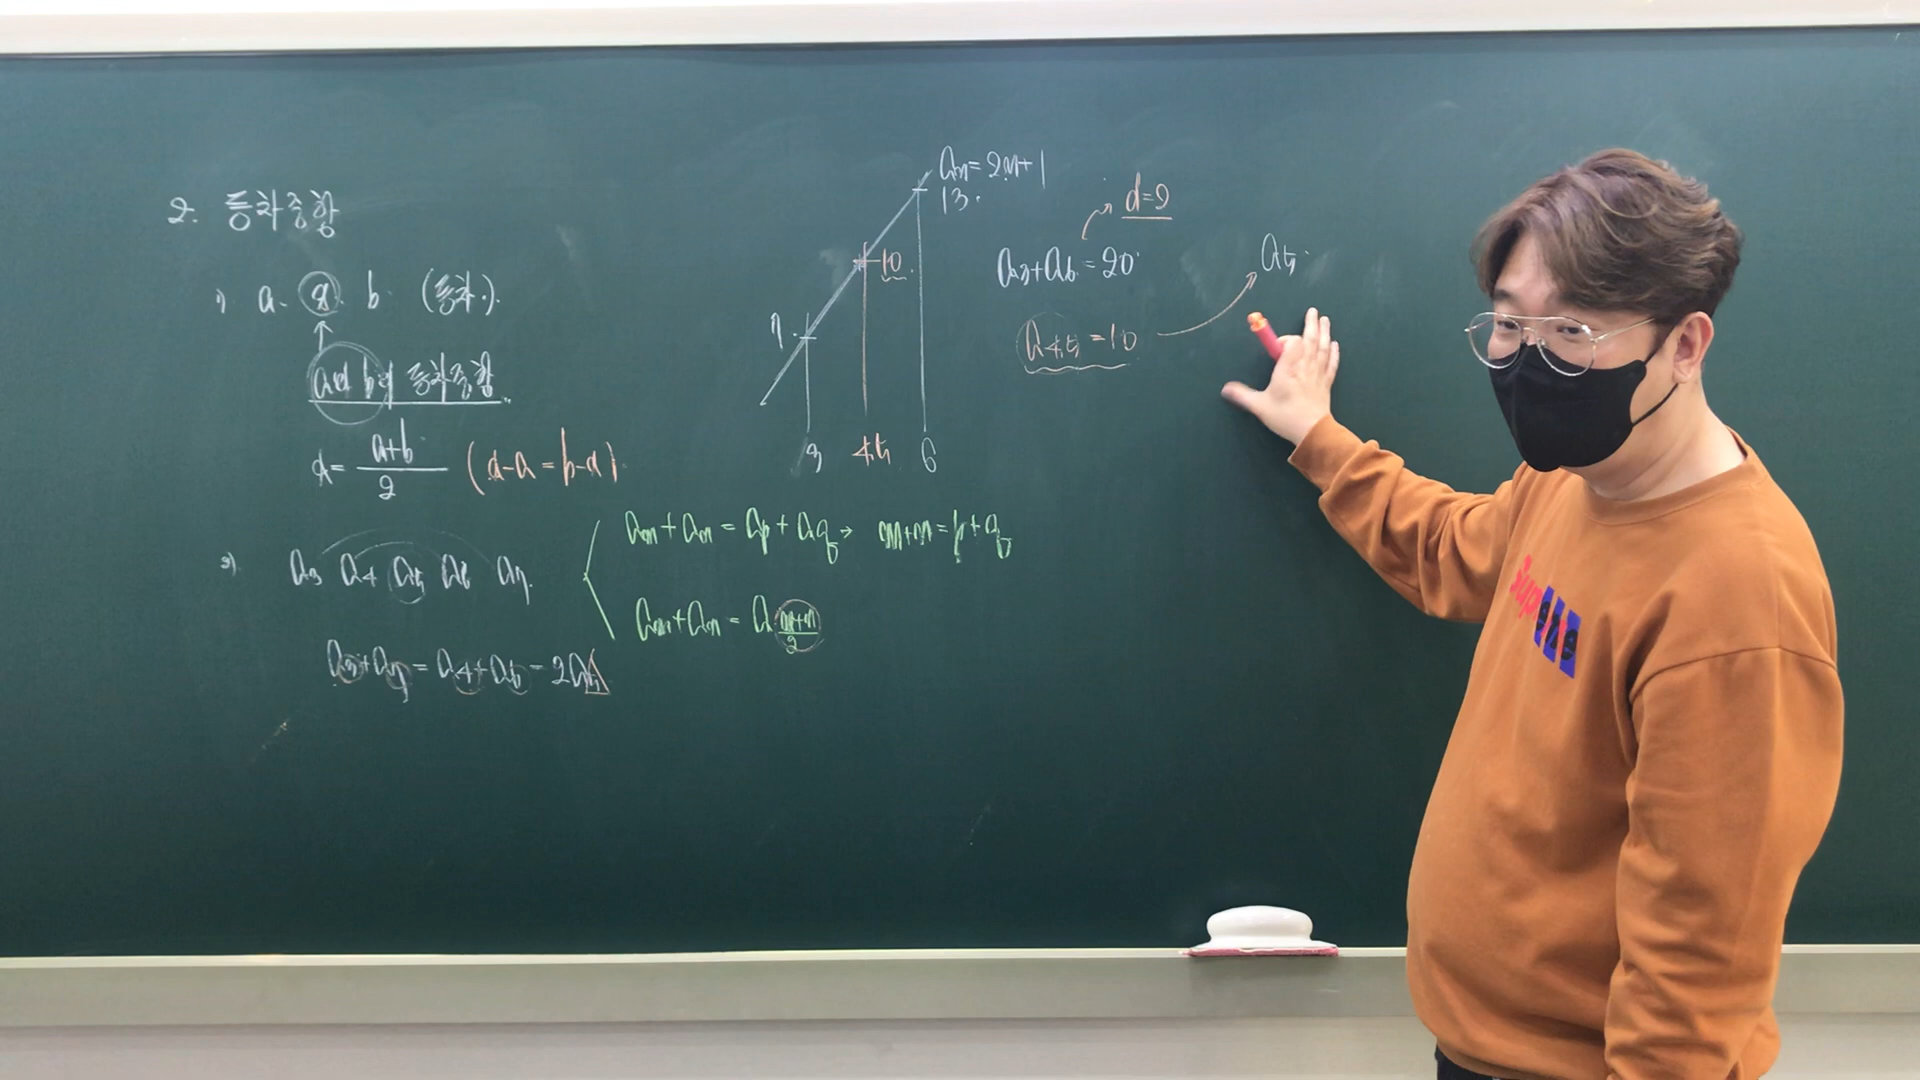 2. 등차중항
1) a. x b (등차.)
a와 b의 등차중항
x = a+b/2 (x-a = b-x)
2) a₃ a₄ a₅ a₆ a₇
a₃+a₇ = a₄+a₆ = 2a₅
aₙ = 2n+1
13.
10.
7.
3 4.5 6
d=2
a₃+a₆ = 20
a₄.₅ = 10
a₅
aₘ+aₙ = aₚ+a_q → m+n = p+q
aₘ+aₙ = a m+n/2
Supreme